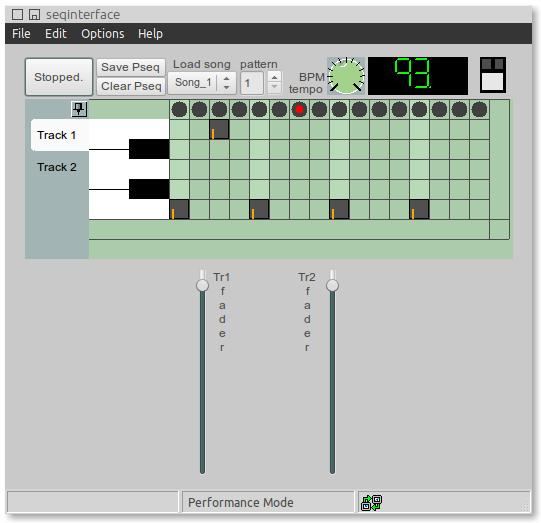 seqinterface
File Edit Options Help
Stopped.
Save Pseq
Clear Pseq
Load song
Song_1
pattern
1
BPM
tempo
93.
Track 1
Track 2
Tr1
f
a
d
e
r
Tr2
f
a
d
e
r
Performance Mode